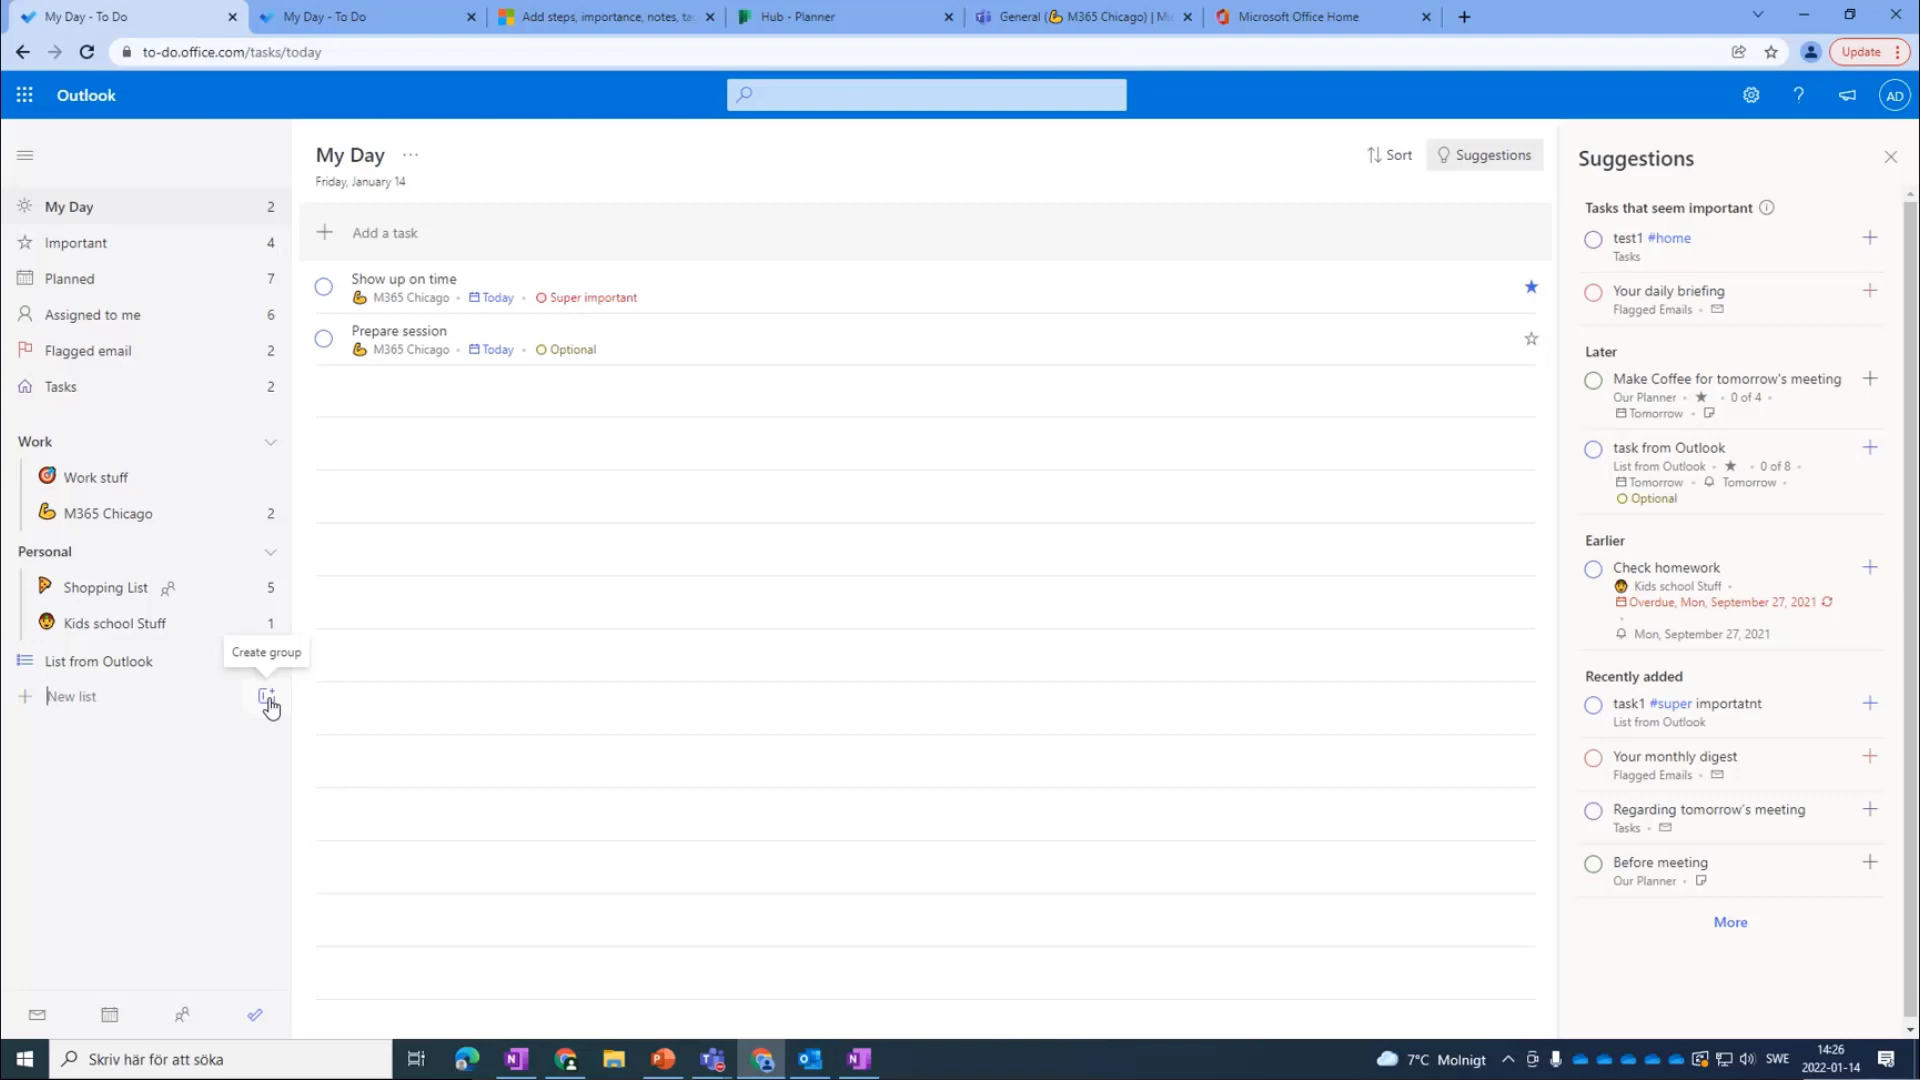 My Day - To Do
My Day - To Do
Add steps, importance, notes, ta
Hub - Planner
General (💪 M365 Chicago) | Mi
Microsoft Office Home
to-do.office.com/tasks/today
Update
Outlook
AD
My Day
Friday, January 14
Sort
Suggestions
Add a task
Show up on time
M365 Chicago • Today • Super important
Prepare session
M365 Chicago • Today • Optional
My Day 2
Important 4
Planned 7
Assigned to me 6
Flagged email 2
Tasks 2
Work
Work stuff
M365 Chicago 2
Personal
Shopping List 5
Kids school Stuff 1
Create group
List from Outlook
New list
Suggestions
Tasks that seem important
test1 #home
Tasks
Your daily briefing
Flagged Emails •
Later
Make Coffee for tomorrow's meeting
Our Planner • ★ • 0 of 4 •
Tomorrow •
task from Outlook
List from Outlook • ★ • 0 of 8 •
Tomorrow • Tomorrow •
Optional
Earlier
Check homework
Kids school Stuff •
Overdue, Mon, September 27, 2021
•
Mon, September 27, 2021
Recently added
task1 #super importatnt
List from Outlook
Your monthly digest
Flagged Emails •
Regarding tomorrow's meeting
Tasks •
Before meeting
Our Planner •
More
Skriv här för att söka
7°C Molnigt
SWE
14:26
2022-01-14